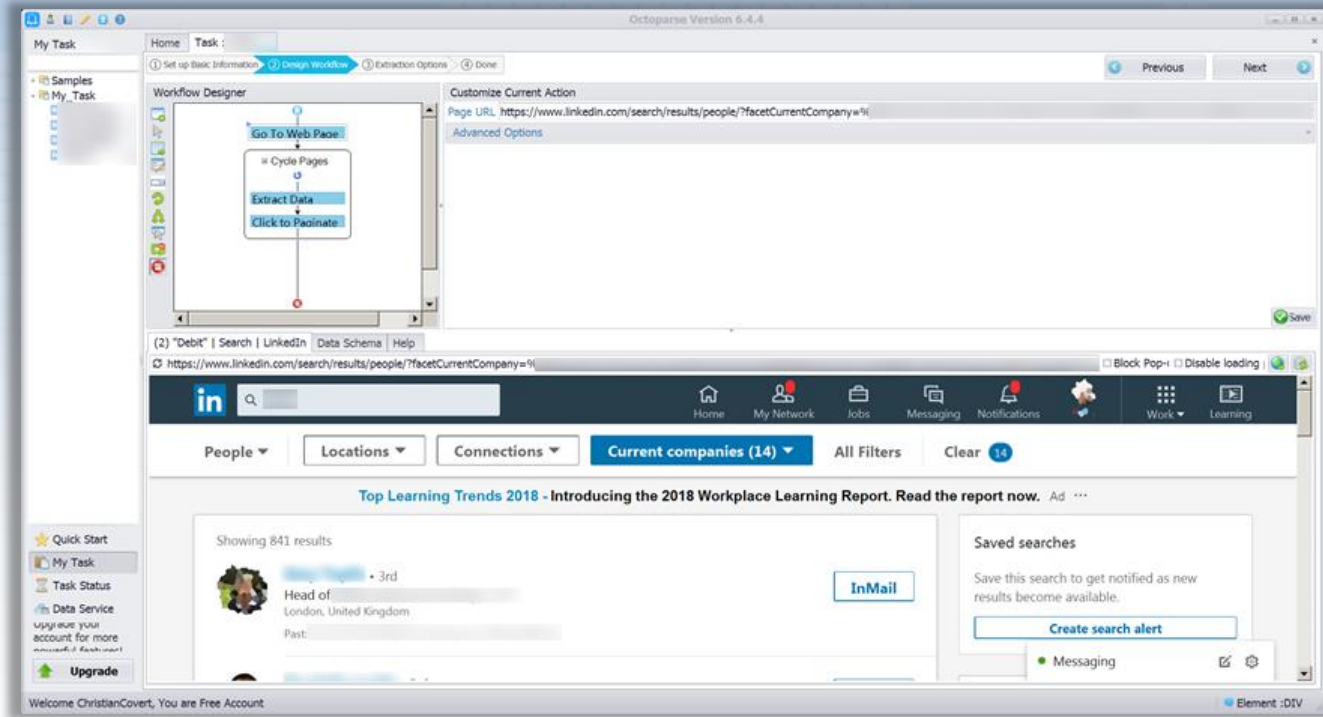 Octoparse Version 6.4.4
My Task
Home Task :
① Set up Basic Information ② Design Workflow ③ Extraction Options ④ Done
Previous Next
Samples
My_Task
Workflow Designer
Customize Current Action
Page URL https://www.linkedin.com/search/results/people/?facetCurrentCompany=%
Advanced Options
Go To Web Page
Cycle Pages
Extract Data
Click to Paginate
Save
(2) "Debit" | Search | LinkedIn Data Schema Help
https://www.linkedin.com/search/results/people/?facetCurrentCompany=%
Block Pop-u Disable loading
in
Home My Network Jobs Messaging Notifications Work Learning
People Locations Connections Current companies (14) All Filters Clear 14
Top Learning Trends 2018 - Introducing the 2018 Workplace Learning Report. Read the report now. Ad ···
Showing 841 results
• 3rd
Head of
London, United Kingdom
Past:
InMail
Saved searches
Save this search to get notified as new
results become available.
Create search alert
Messaging
Quick Start
My Task
Task Status
Data Service
Upgrade your
account for more
powerful features!
Upgrade
Welcome ChristianCovert, You are Free Account
Element :DIV